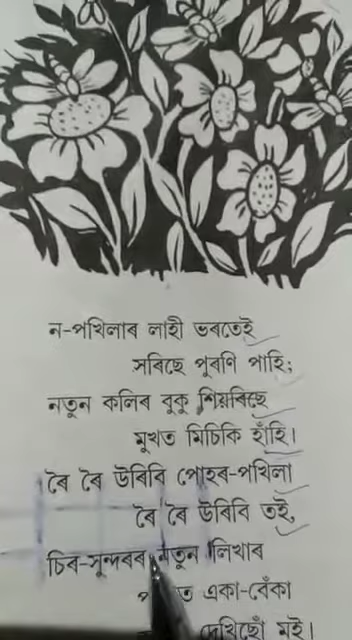 ন-পখিলাৰ লাহী ভৰতেই
সৰিছে পুৰণি পাহি;
নতুন কলিৰ বুকু শিয়ৰিছে
মুখত মিচিকি হাঁহি।
ৰৈ ৰৈ উৰিবি পোহৰ-পখিলা
ৰৈ ৰৈ উৰিবি তই,
চিৰ-সুন্দৰৰ নতুন লিখাৰ
একা-বেঁকা
দেখিছোঁ মই।